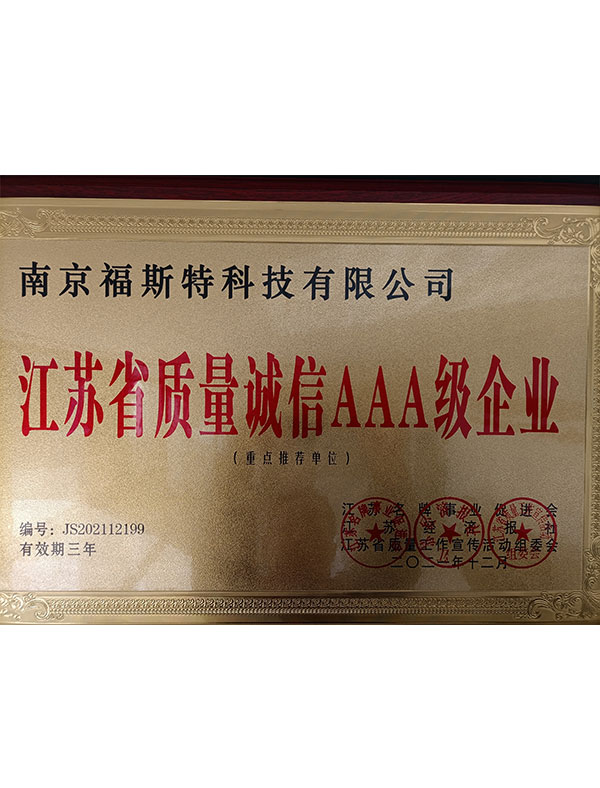 南京福斯特科技有限公司
江苏省质量诚信AAA级企业
(重点推荐单位)
编号: JS202112199
有效期三年
江苏名牌事业促进会
江苏经济报社
江苏省质量工作宣传活动组委会
二〇二一年十二月
组委会